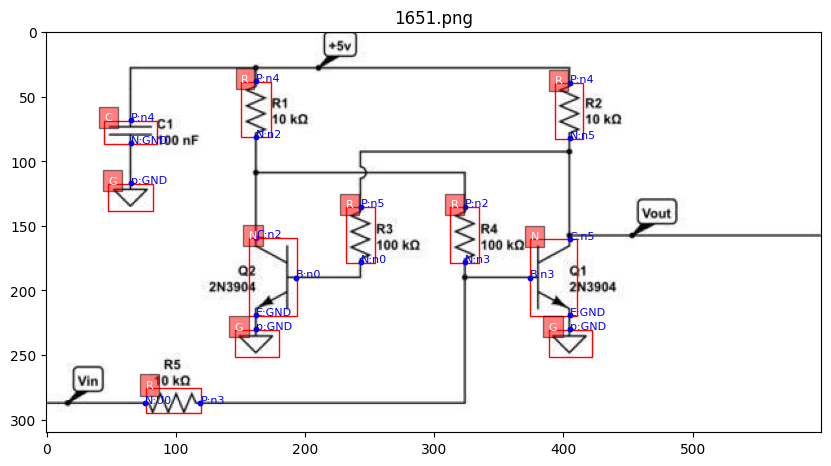 1651.png
0
50
100
150
200
250
300
0
100
200
300
400
500
+5v
R
P:n4
R1
10 kΩ
N:n2
R
P:n4
R2
10 kΩ
N:n5
C
P:n4
C1
100 nF
N:GND
G
p:GND
R
P:n5
R3
100 kΩ
N:n0
R
P:n2
R4
100 kΩ
N:n3
Vout
N
C:n2
Q2
2N3904
B:n0
E:GND
G
p:GND
N
C:n5
Q1
2N3904
B:n3
E:GND
G
p:GND
Vin
R
R5
10 kΩ
P:n3